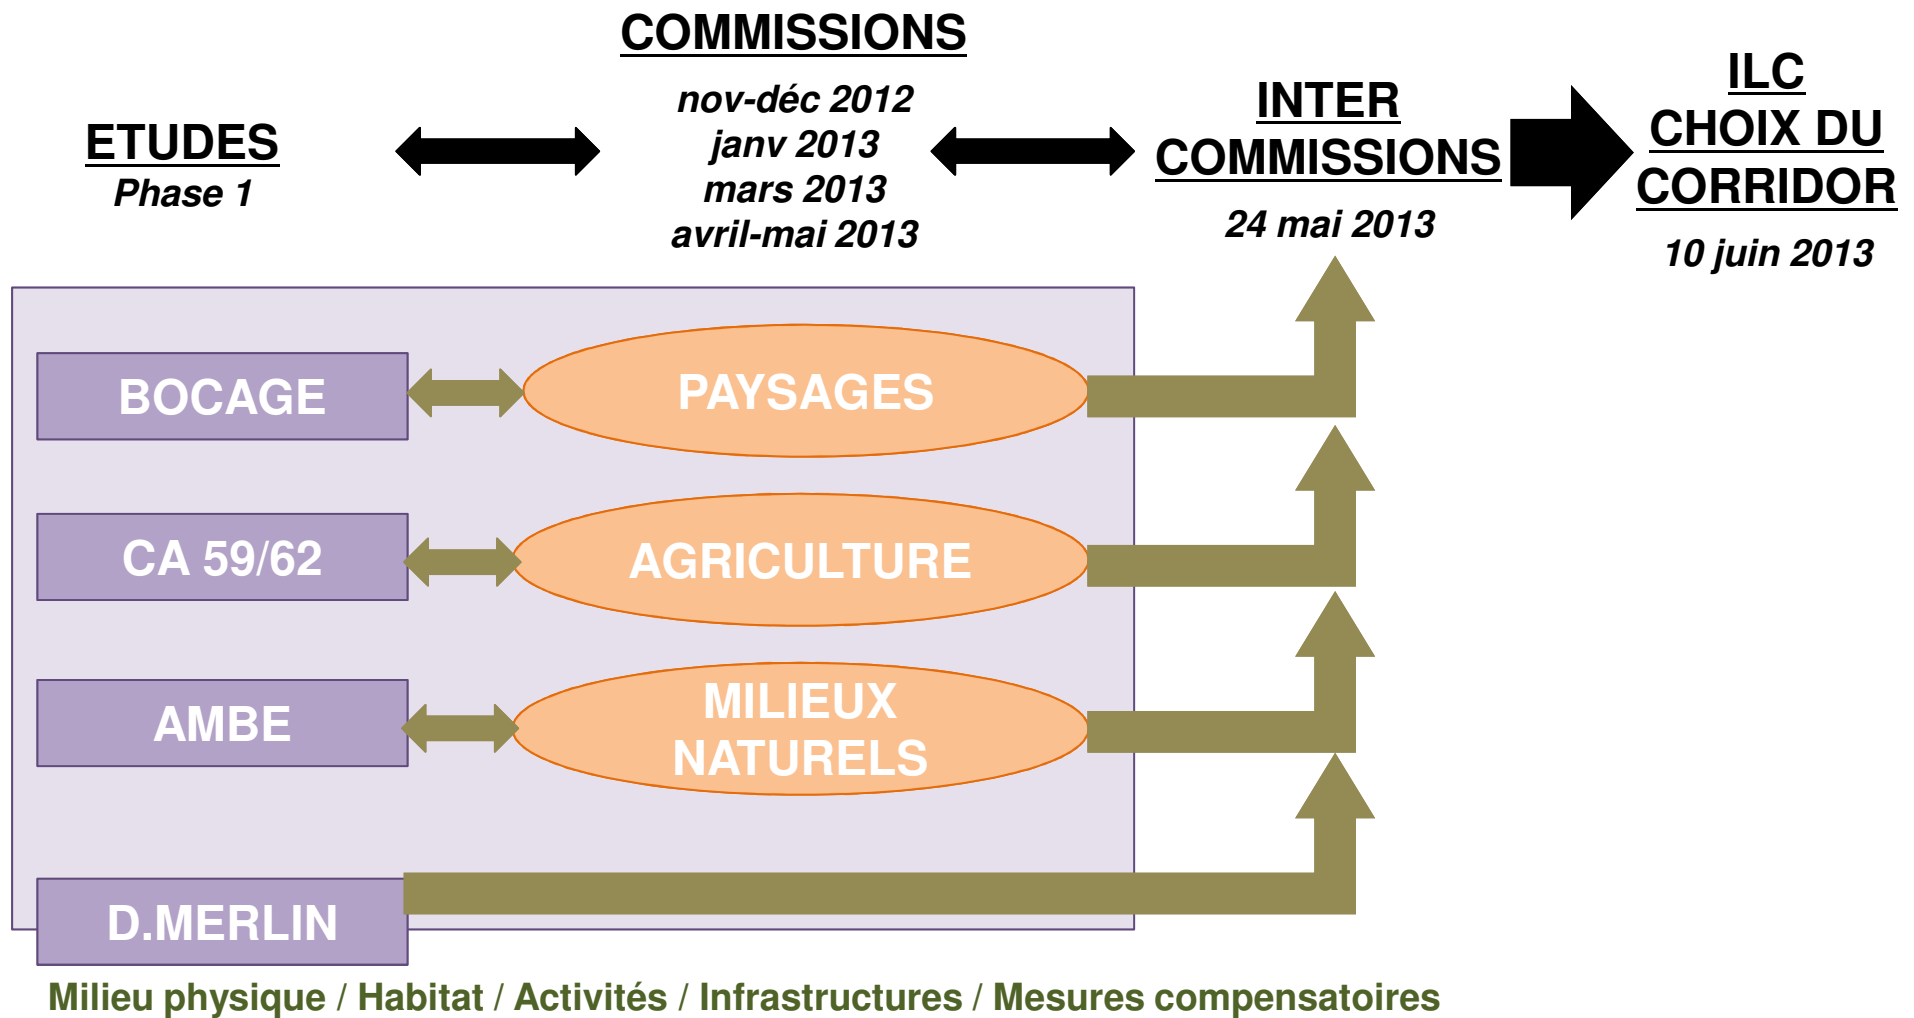 COMMISSIONS
nov-déc 2012
janv 2013
mars 2013
avril-mai 2013
ETUDES
Phase 1
INTER
COMMISSIONS
24 mai 2013
ILC
CHOIX DU
CORRIDOR
10 juin 2013
BOCAGE
PAYSAGES
CA 59/62
AGRICULTURE
AMBE
MILIEUX
NATURELS
D.MERLIN
Milieu physique / Habitat / Activités / Infrastructures / Mesures compensatoires